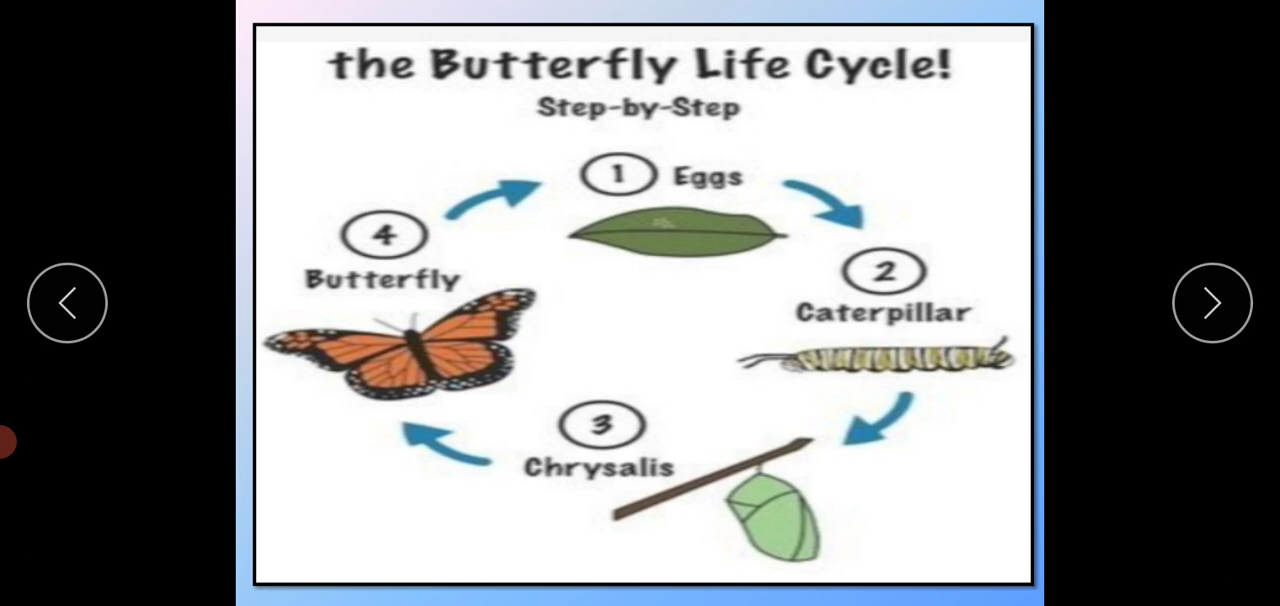 the Butterfly Life Cycle!
Step-by-Step
1 Eggs
2
Caterpillar
3
Chrysalis
4
Butterfly